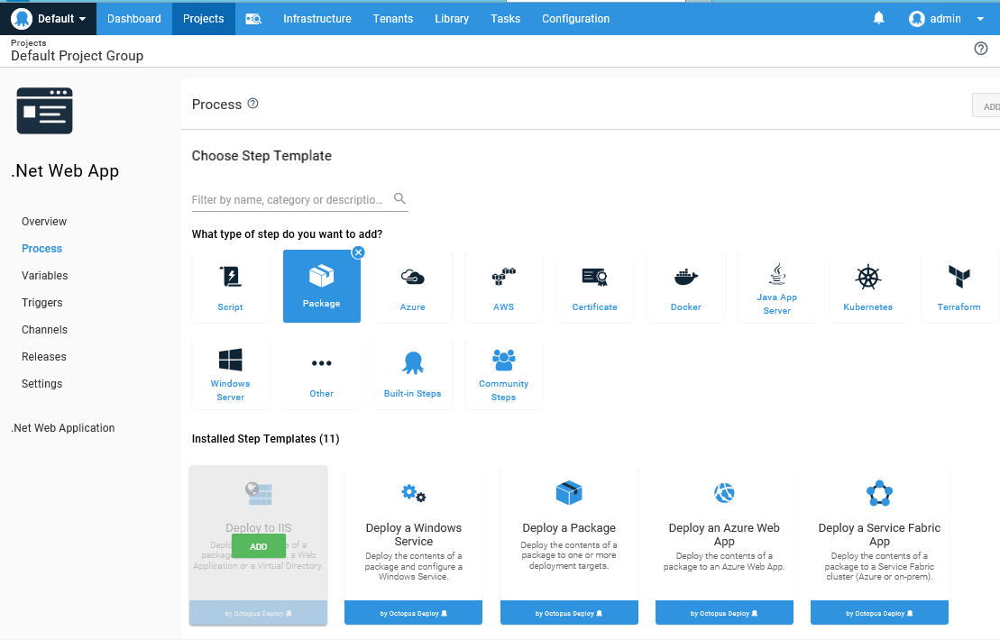 Default Dashboard Projects Infrastructure Tenants Library Tasks Configuration admin
Projects
Default Project Group
Process
ADD
.Net Web App
Choose Step Template
Filter by name, category or descriptio...
Overview
Process
Variables
Triggers
Channels
Releases
Settings
.Net Web Application
What type of step do you want to add?
Script
Package
Azure
AWS
Certificate
Docker
Java App
Server
Kubernetes
Terraform
Windows
Server
Other
Built-in Steps
Community
Steps
Installed Step Templates (11)
Deploy to IIS
ADD
Deploy s of a
package , a Web
Application or a Virtual Directory.
by Octopus Deploy
Deploy a Windows
Service
Deploy the contents of a
package and configure a
Windows Service.
by Octopus Deploy
Deploy a Package
Deploy the contents of a
package to one or more
deployment targets.
by Octopus Deploy
Deploy an Azure Web
App
Deploy the contents of a
package to an Azure Web App.
by Octopus Deploy
Deploy a Service Fabric
App
Deploy the contents of a
package to a Service Fabric
cluster (Azure or on-prem).
by Octopus Deploy